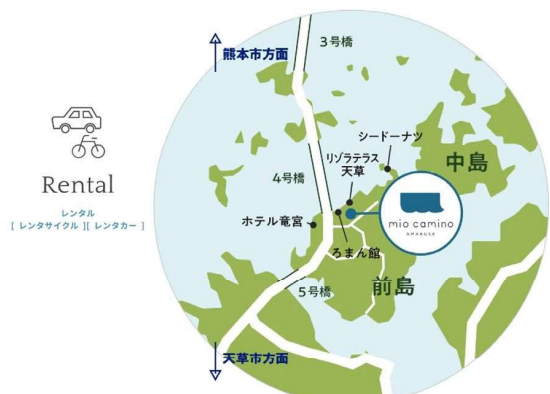 Rental
レンタル
[ レンタサイクル ][ レンタカー ]
熊本市方面
3号橋
シードーナツ
リゾラテラス
天草
中島
4号橋
mio camino
AMAKUSA
ホテル竜宮
ろまん館
前島
5号橋
天草市方面